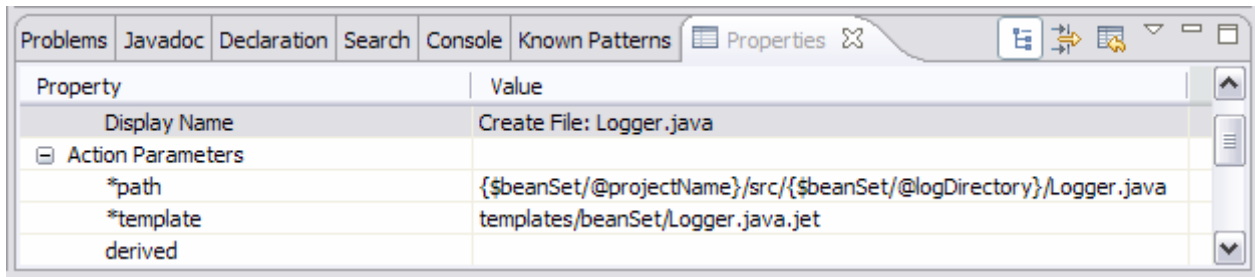 Problems Javadoc Declaration Search Console Known Patterns Properties
Property Value
Display Name Create File: Logger.java
Action Parameters
*path {$beanSet/@projectName}/src/{$beanSet/@logDirectory}/Logger.java
*template templates/beanSet/Logger.java.jet
derived